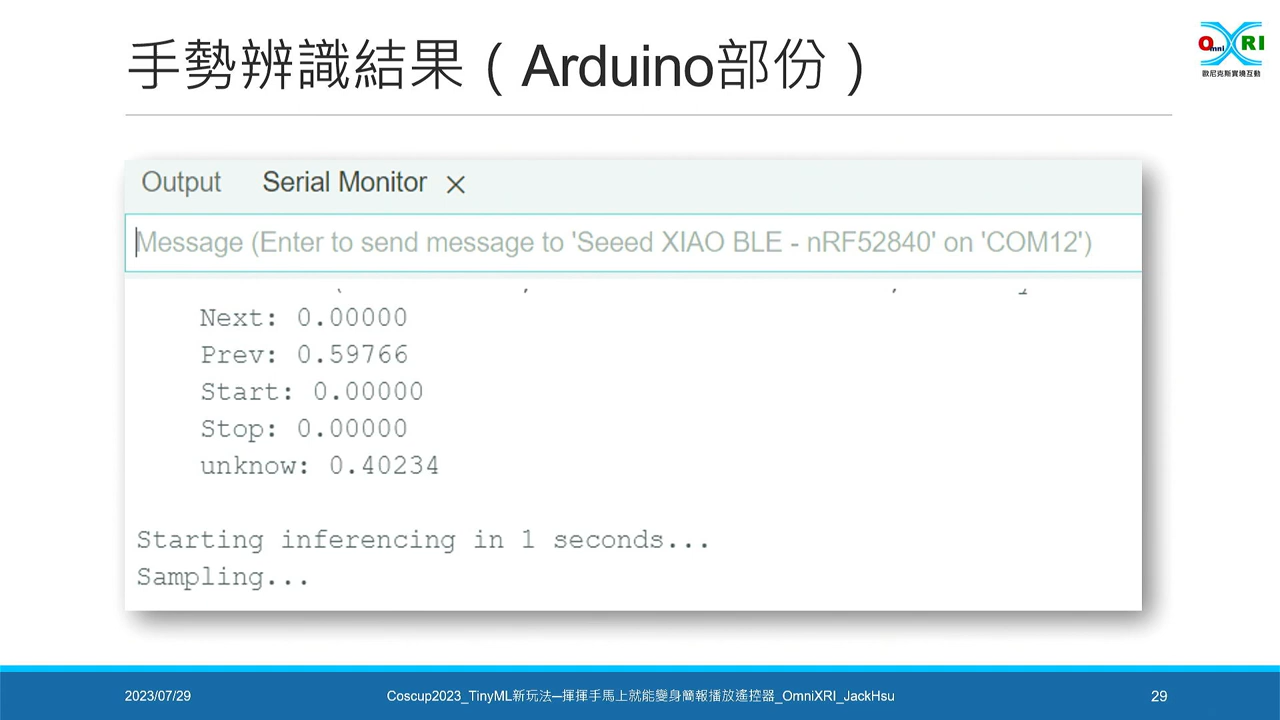 手勢辨識結果（Arduino部份）
Omni XRI
歐尼克斯實境互動
Output Serial Monitor ×
Message (Enter to send message to 'Seeed XIAO BLE - nRF52840' on 'COM12')
Next: 0.00000
Prev: 0.59766
Start: 0.00000
Stop: 0.00000
unknow: 0.40234
Starting inferencing in 1 seconds...
Sampling...
2023/07/29
Coscup2023_TinyML新玩法─揮揮手馬上就能變身簡報播放遙控器_OmniXRI_JackHsu
29